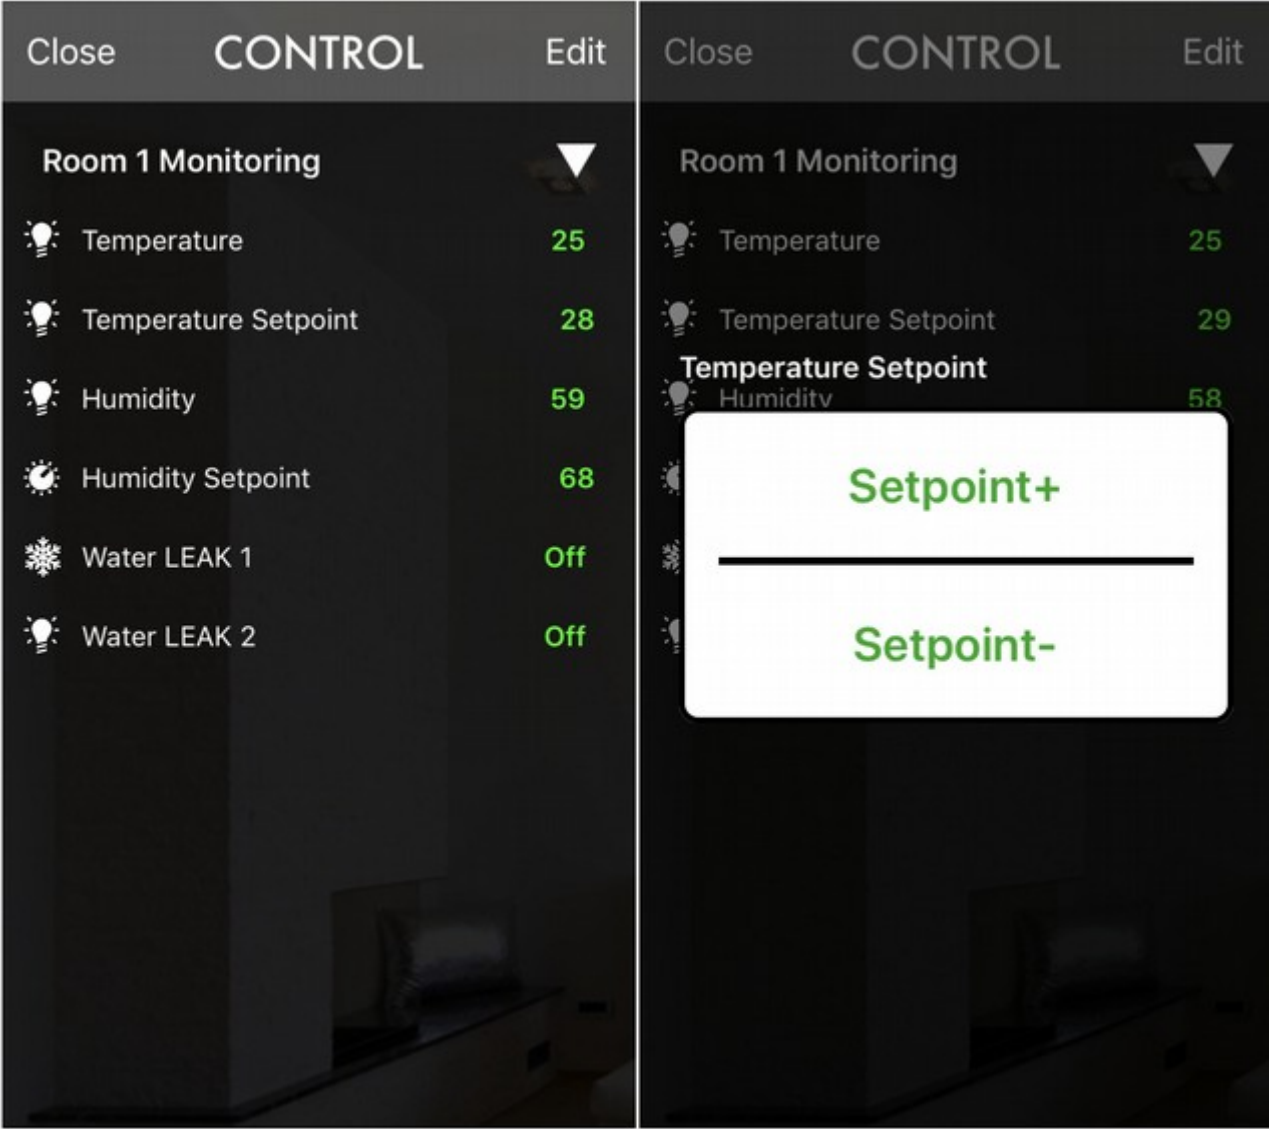 Close CONTROL Edit
Room 1 Monitoring
Temperature 25
Temperature Setpoint 28
Humidity 59
Humidity Setpoint 68
Water LEAK 1 Off
Water LEAK 2 Off
Close CONTROL Edit
Room 1 Monitoring
Temperature 25
Temperature Setpoint 29
Temperature Setpoint
Humidity 58
Setpoint+
Setpoint-